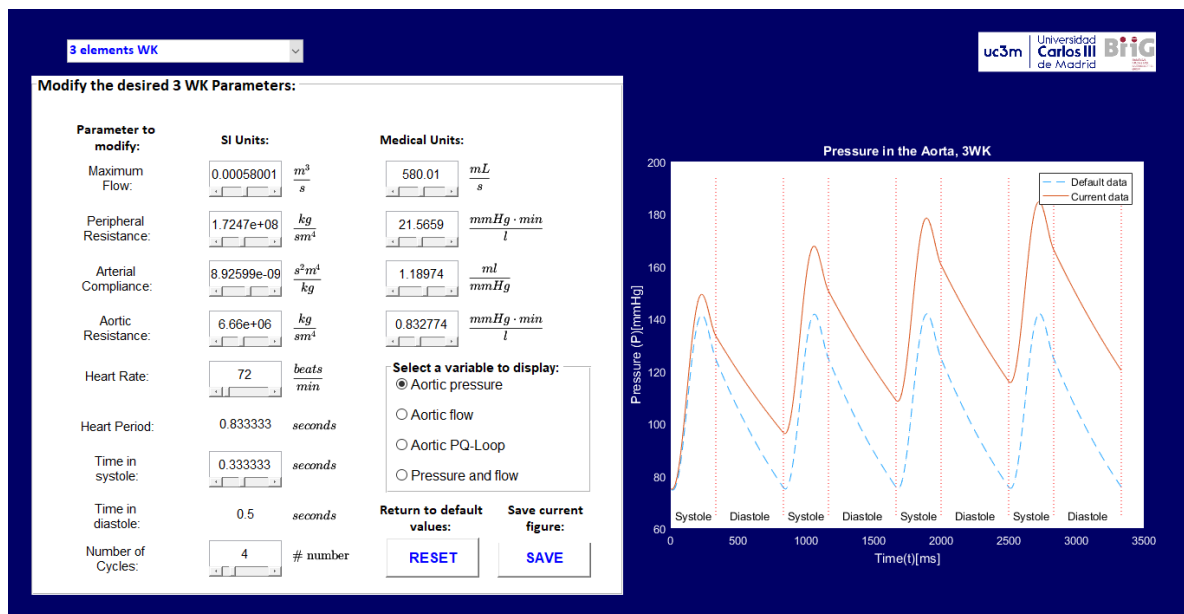 3 elements WK
uc3m
Universidad
Carlos III
de Madrid
BiiG
Modify the desired 3 WK Parameters:
Parameter to
modify:
SI Units:
Medical Units:
Maximum
Flow:
0.00058001
m³/s
580.01
mL/s
Peripheral
Resistance:
1.7247e+08
kg/sm⁴
21.5659
mmHg · min/l
Arterial
Compliance:
8.92599e-09
s²m⁴/kg
1.18974
ml/mmHg
Aortic
Resistance:
6.66e+06
kg/sm⁴
0.832774
mmHg · min/l
Heart Rate:
72
beats/min
Heart Period:
0.833333
seconds
Time in
systole:
0.333333
seconds
Time in
diastole:
0.5
seconds
Number of
Cycles:
4
# number
Select a variable to display:
Aortic pressure
Aortic flow
Aortic PQ-Loop
Pressure and flow
Return to default
values:
RESET
Save current
figure:
SAVE
Pressure in the Aorta, 3WK
Default data
Current data
Pressure (P)[mmHg]
200
180
160
140
120
100
80
60
Systole Diastole Systole Diastole Systole Diastole Systole Diastole
0 500 1000 1500 2000 2500 3000 3500
Time(t)[ms]